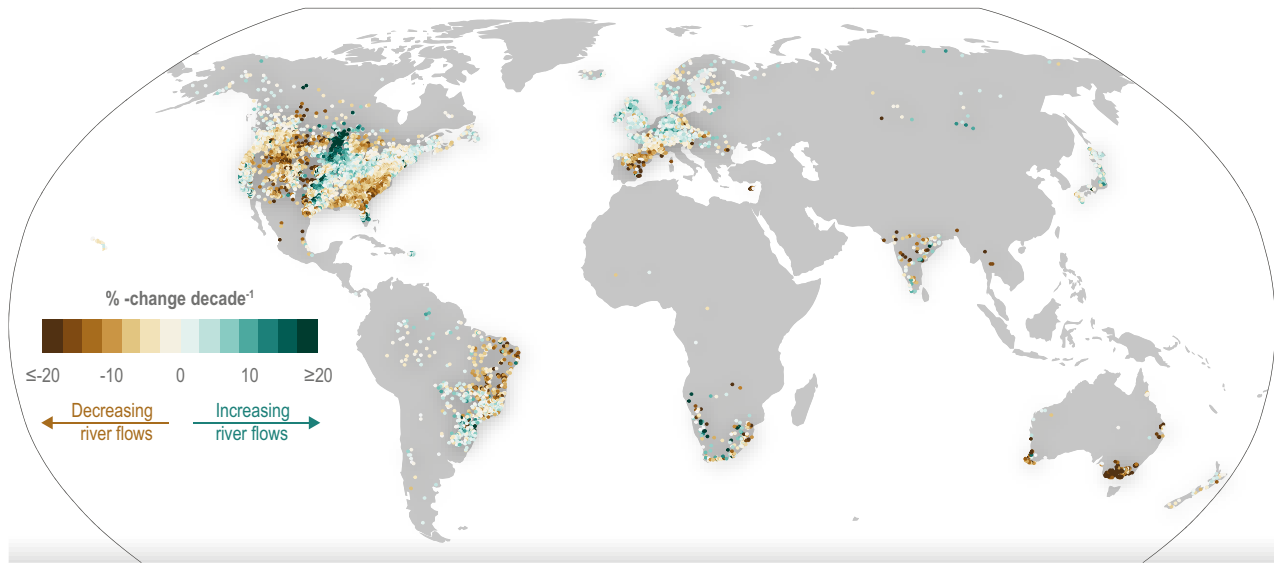 % -change decade-1
≤-20 -10 0 10 ≥20
Decreasing river flows
Increasing river flows